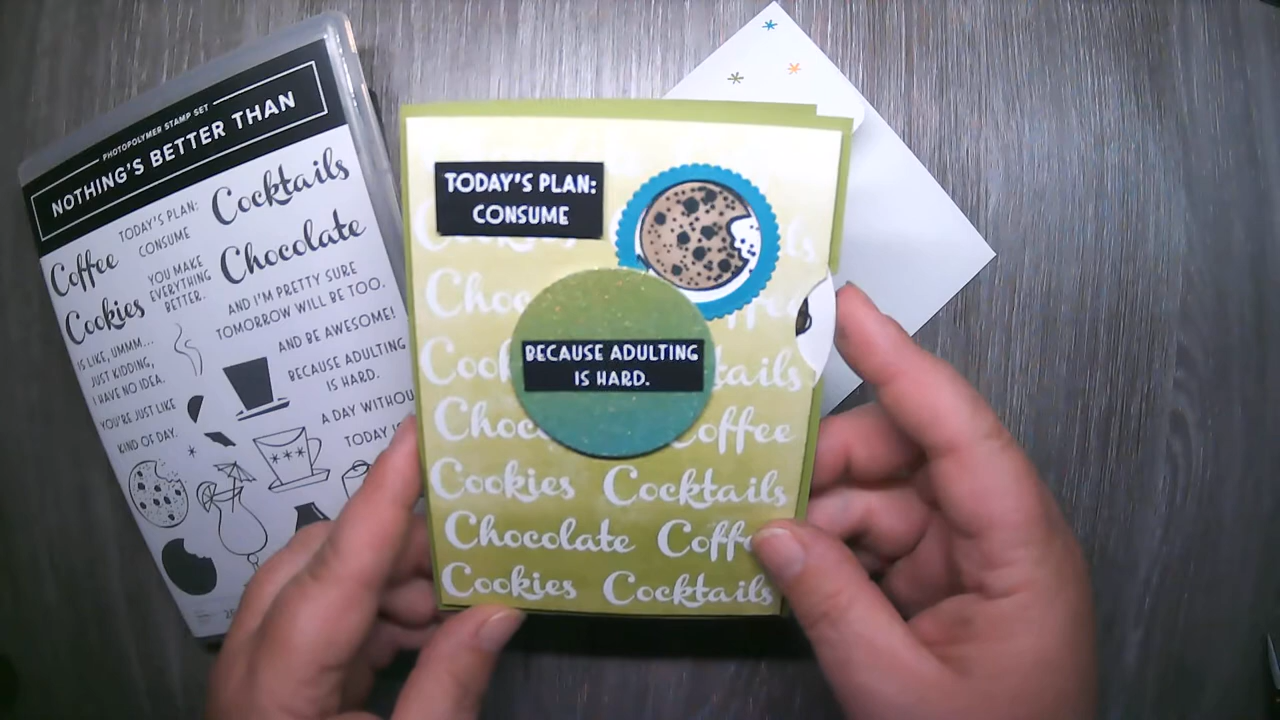 PHOTOPOLYMER STAMP SET
NOTHING'S BETTER THAN
Cocktails
TODAY'S PLAN:
CONSUME
Coffee
Chocolate
YOU MAKE
EVERYTHING
BETTER.
Cookies
AND I'M PRETTY SURE
TOMORROW WILL BE TOO.
IS LIKE, UMMM...
JUST KIDDING,
I HAVE NO IDEA.
AND BE AWESOME!
BECAUSE ADULTING
IS HARD.
YOU'RE JUST LIKE
A DAY WITHOU
KIND OF DAY.
TODAY
TODAY'S PLAN:
CONSUME
BECAUSE ADULTING
IS HARD.
Chocolate Coffee
Cookies Cocktails
Chocolate Coffe
Cookies Cocktails